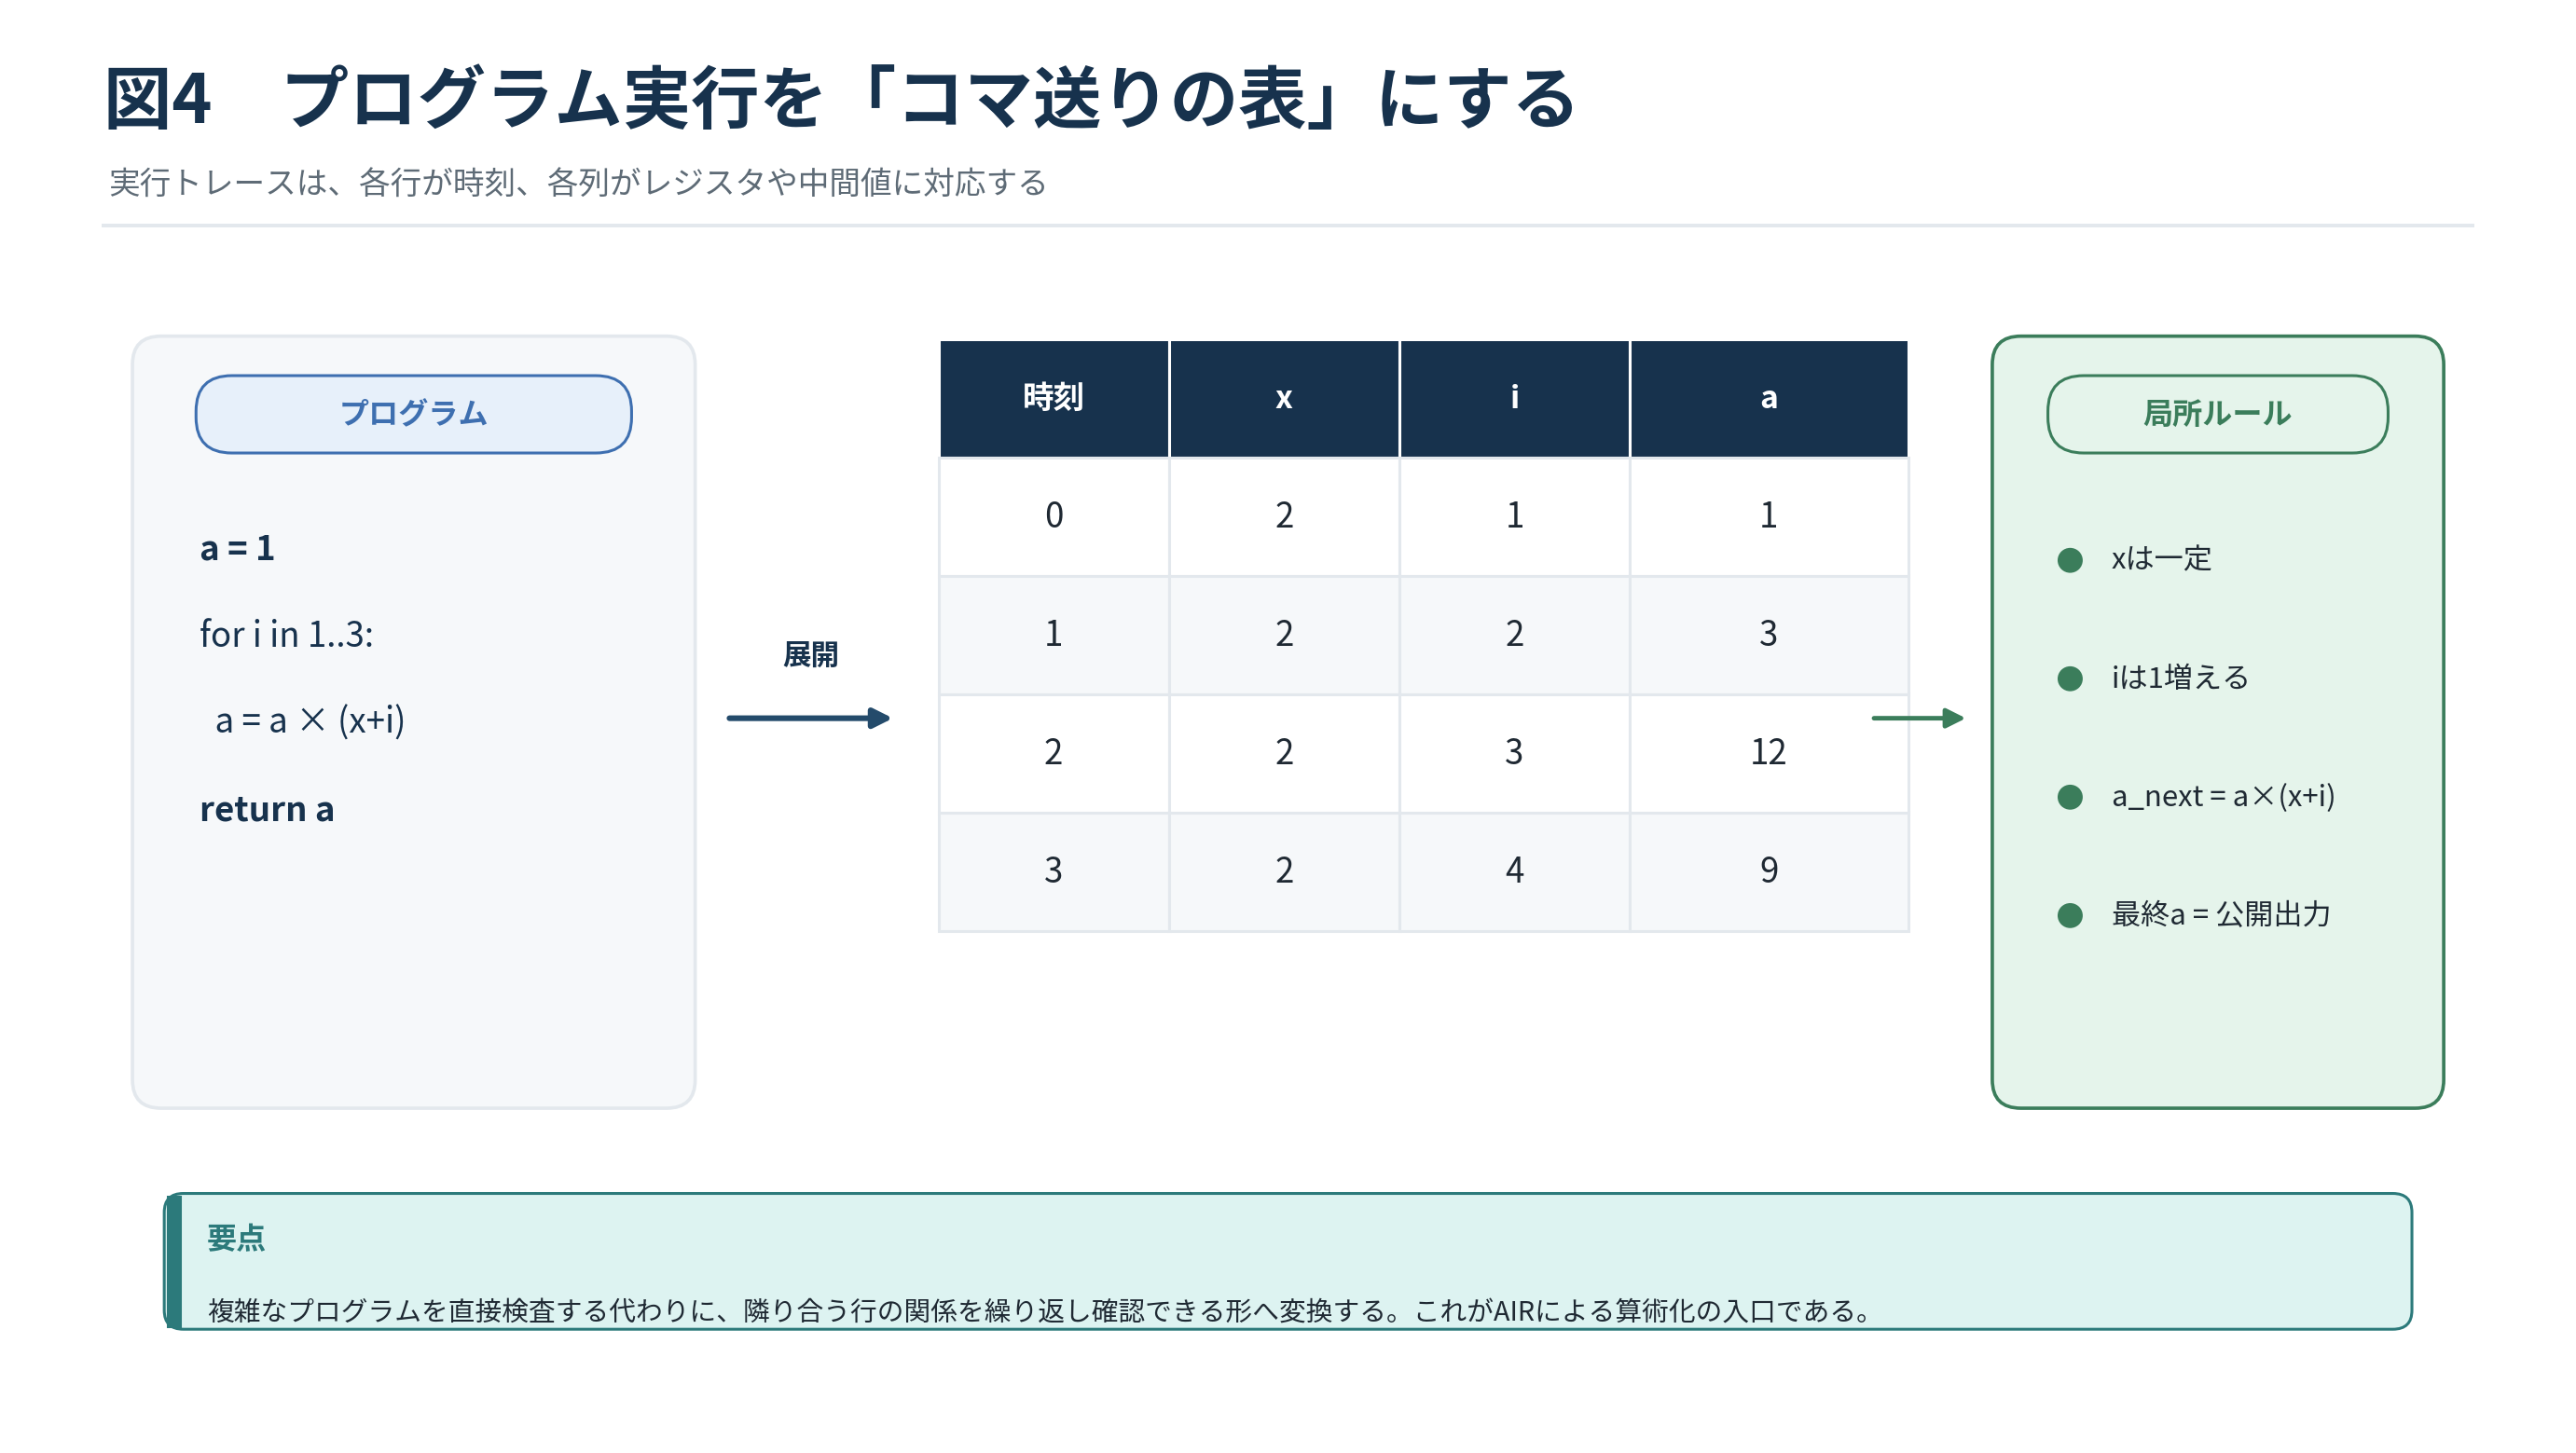 図4　プログラム実行を「コマ送りの表」にする
実行トレースは、各行が時刻、各列がレジスタや中間値に対応する
プログラム
a = 1
for i in 1..3:
a = a × (x+i)
return a
展開
時刻 x i a
0 2 1 1
1 2 2 3
2 2 3 12
3 2 4 9
局所ルール
xは一定
iは1増える
a_next = a×(x+i)
最終a = 公開出力
要点
複雑なプログラムを直接検査する代わりに、隣り合う行の関係を繰り返し確認できる形へ変換する。これがAIRによる算術化の入口である。